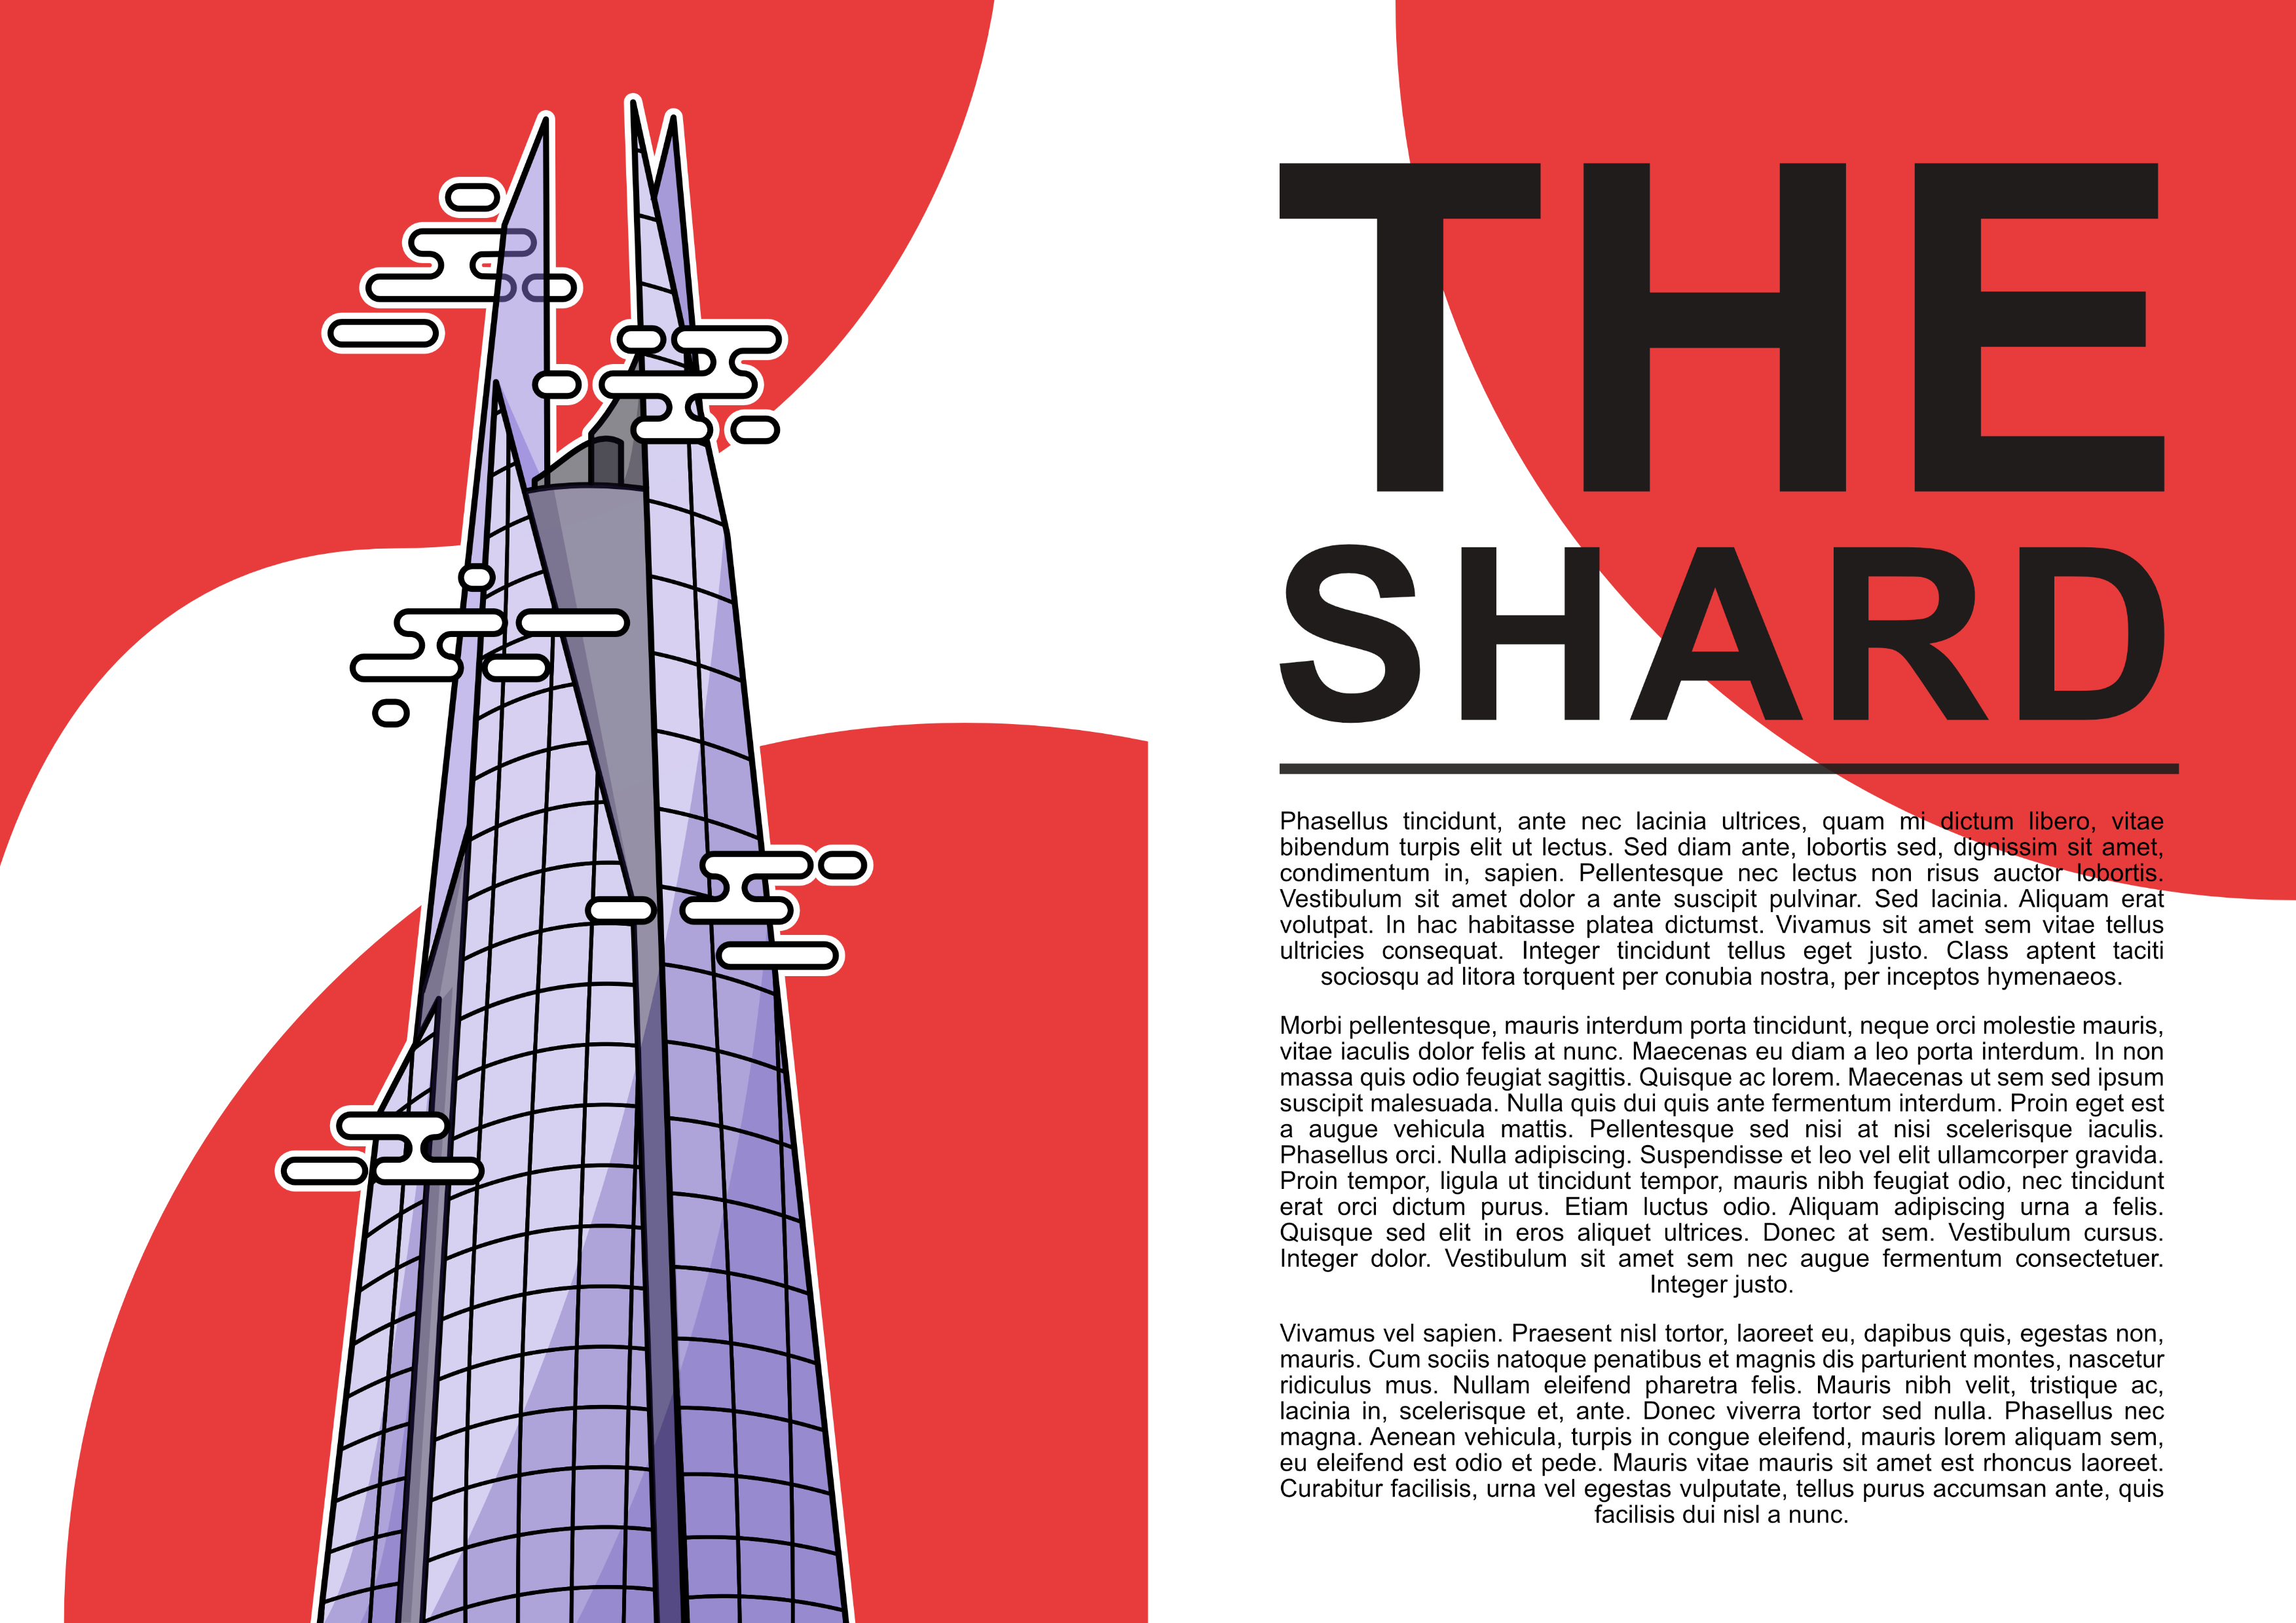 THE
SHARD
Phasellus tincidunt, ante nec lacinia ultrices, quam mi dictum libero, vitae
bibendum turpis elit ut lectus. Sed diam ante, lobortis sed, dignissim sit amet,
condimentum in, sapien. Pellentesque nec lectus non risus auctor lobortis.
Vestibulum sit amet dolor a ante suscipit pulvinar. Sed lacinia. Aliquam erat
volutpat. In hac habitasse platea dictumst. Vivamus sit amet sem vitae tellus
ultricies consequat. Integer tincidunt tellus eget justo. Class aptent taciti
sociosqu ad litora torquent per conubia nostra, per inceptos hymenaeos.
Morbi pellentesque, mauris interdum porta tincidunt, neque orci molestie mauris,
vitae iaculis dolor felis at nunc. Maecenas eu diam a leo porta interdum. In non
massa quis odio feugiat sagittis. Quisque ac lorem. Maecenas ut sem sed ipsum
suscipit malesuada. Nulla quis dui quis ante fermentum interdum. Proin eget est
a augue vehicula mattis. Pellentesque sed nisi at nisi scelerisque iaculis.
Phasellus orci. Nulla adipiscing. Suspendisse et leo vel elit ullamcorper gravida.
Proin tempor, ligula ut tincidunt tempor, mauris nibh feugiat odio, nec tincidunt
erat orci dictum purus. Etiam luctus odio. Aliquam adipiscing urna a felis.
Quisque sed elit in eros aliquet ultrices. Donec at sem. Vestibulum cursus.
Integer dolor. Vestibulum sit amet sem nec augue fermentum consectetuer.
Integer justo.
Vivamus vel sapien. Praesent nisl tortor, laoreet eu, dapibus quis, egestas non,
mauris. Cum sociis natoque penatibus et magnis dis parturient montes, nascetur
ridiculus mus. Nullam eleifend pharetra felis. Mauris nibh velit, tristique ac,
lacinia in, scelerisque et, ante. Donec viverra tortor sed nulla. Phasellus nec
magna. Aenean vehicula, turpis in congue eleifend, mauris lorem aliquam sem,
eu eleifend est odio et pede. Mauris vitae mauris sit amet est rhoncus laoreet.
Curabitur facilisis, urna vel egestas vulputate, tellus purus accumsan ante, quis
facilisis dui nisl a nunc.